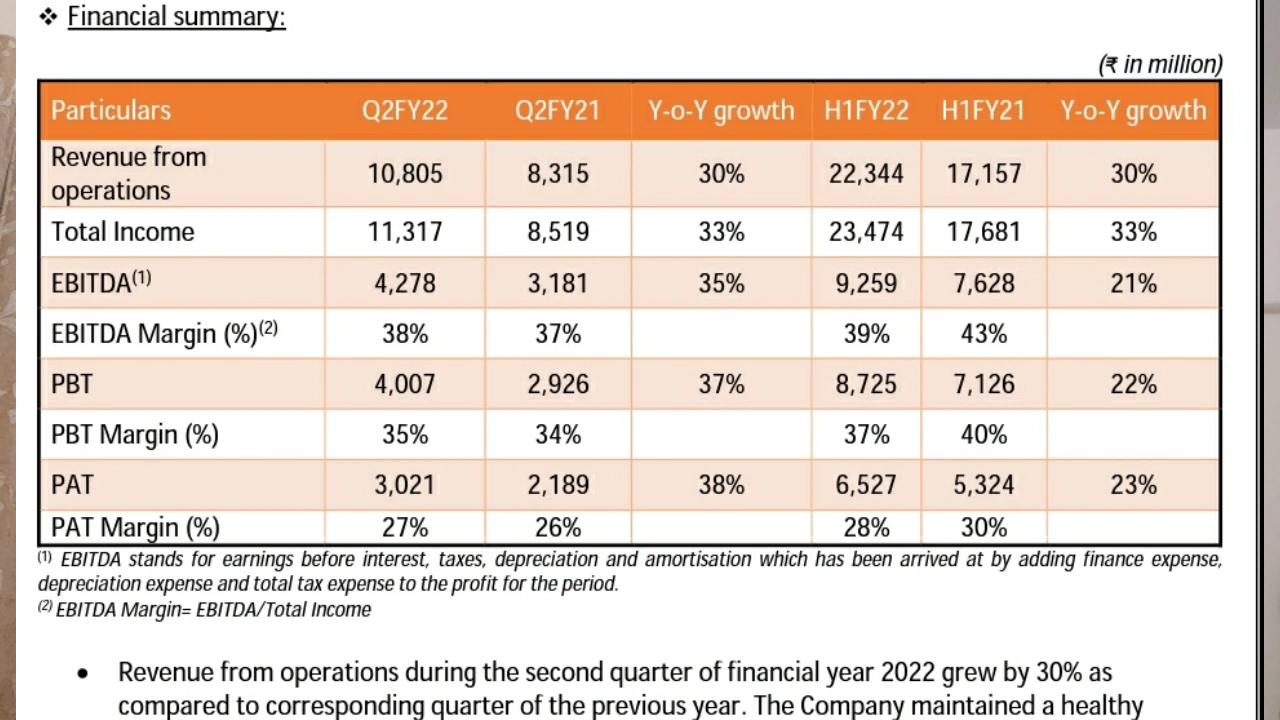 ❖ Financial summary:
(₹ in million)
Particulars Q2FY22 Q2FY21 Y-o-Y growth H1FY22 H1FY21 Y-o-Y growth
Revenue from
operations 10,805 8,315 30% 22,344 17,157 30%
Total Income 11,317 8,519 33% 23,474 17,681 33%
EBITDA(1) 4,278 3,181 35% 9,259 7,628 21%
EBITDA Margin (%)(2) 38% 37% 39% 43%
PBT 4,007 2,926 37% 8,725 7,126 22%
PBT Margin (%) 35% 34% 37% 40%
PAT 3,021 2,189 38% 6,527 5,324 23%
PAT Margin (%) 27% 26% 28% 30%
(1) EBITDA stands for earnings before interest, taxes, depreciation and amortisation which has been arrived at by adding finance expense,
depreciation expense and total tax expense to the profit for the period.
(2) EBITDA Margin= EBITDA/Total Income
• Revenue from operations during the second quarter of financial year 2022 grew by 30% as
compared to corresponding quarter of the previous year. The Company maintained a healthy